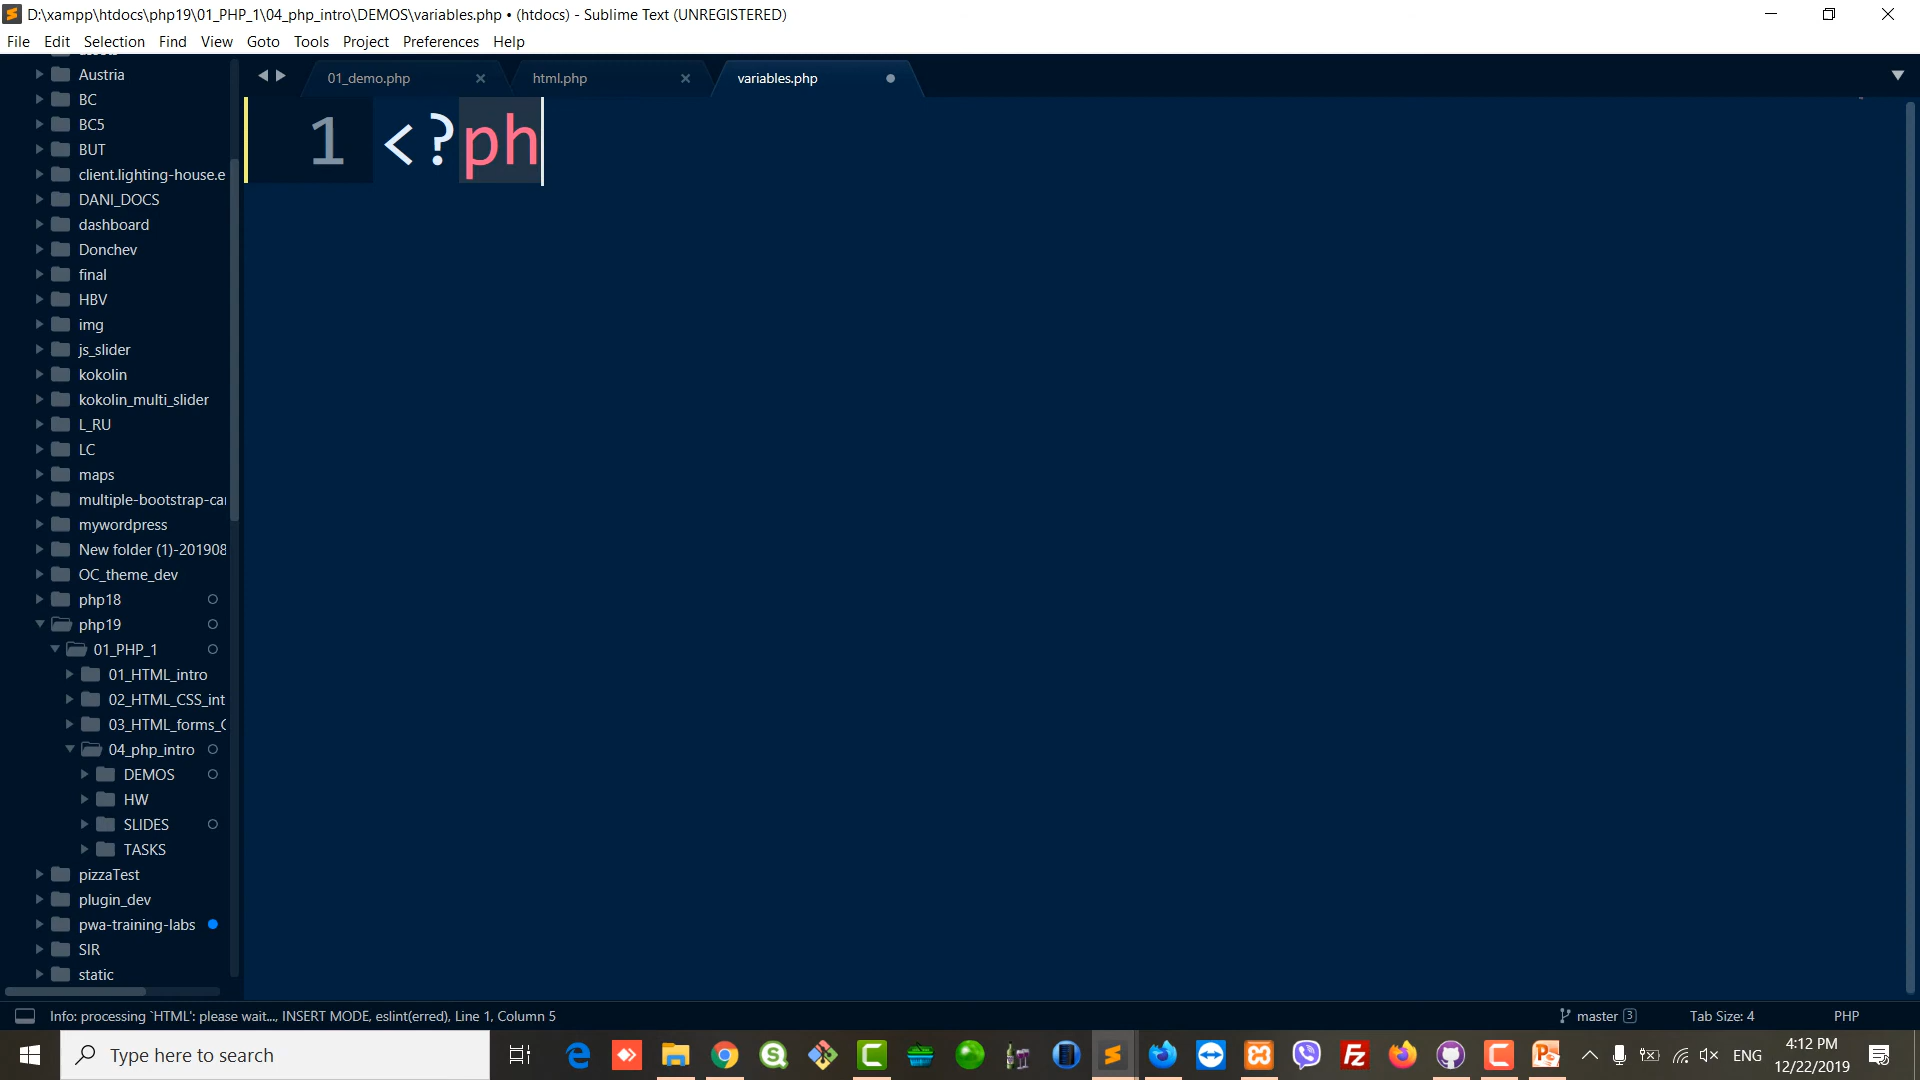 D:\xampp\htdocs\php19\01_PHP_1\04_php_intro\DEMOS\variables.php • (htdocs) - Sublime Text (UNREGISTERED)
File Edit Selection Find View Goto Tools Project Preferences Help
01_demo.php
html.php
variables.php
1 <?ph
Austria
BC
BC5
BUT
client.lighting-house.e
DANI_DOCS
dashboard
Donchev
final
HBV
img
js_slider
kokolin
kokolin_multi_slider
L_RU
LC
maps
multiple-bootstrap-ca
mywordpress
New folder (1)-201908
OC_theme_dev
php18
php19
01_PHP_1
01_HTML_intro
02_HTML_CSS_int
03_HTML_forms_
04_php_intro
DEMOS
HW
SLIDES
TASKS
pizzaTest
plugin_dev
pwa-training-labs
SIR
static
Info: processing `HTML': please wait..., INSERT MODE, eslint(erred), Line 1, Column 5
master 3
Tab Size: 4
PHP
Type here to search
ENG
4:12 PM
12/22/2019